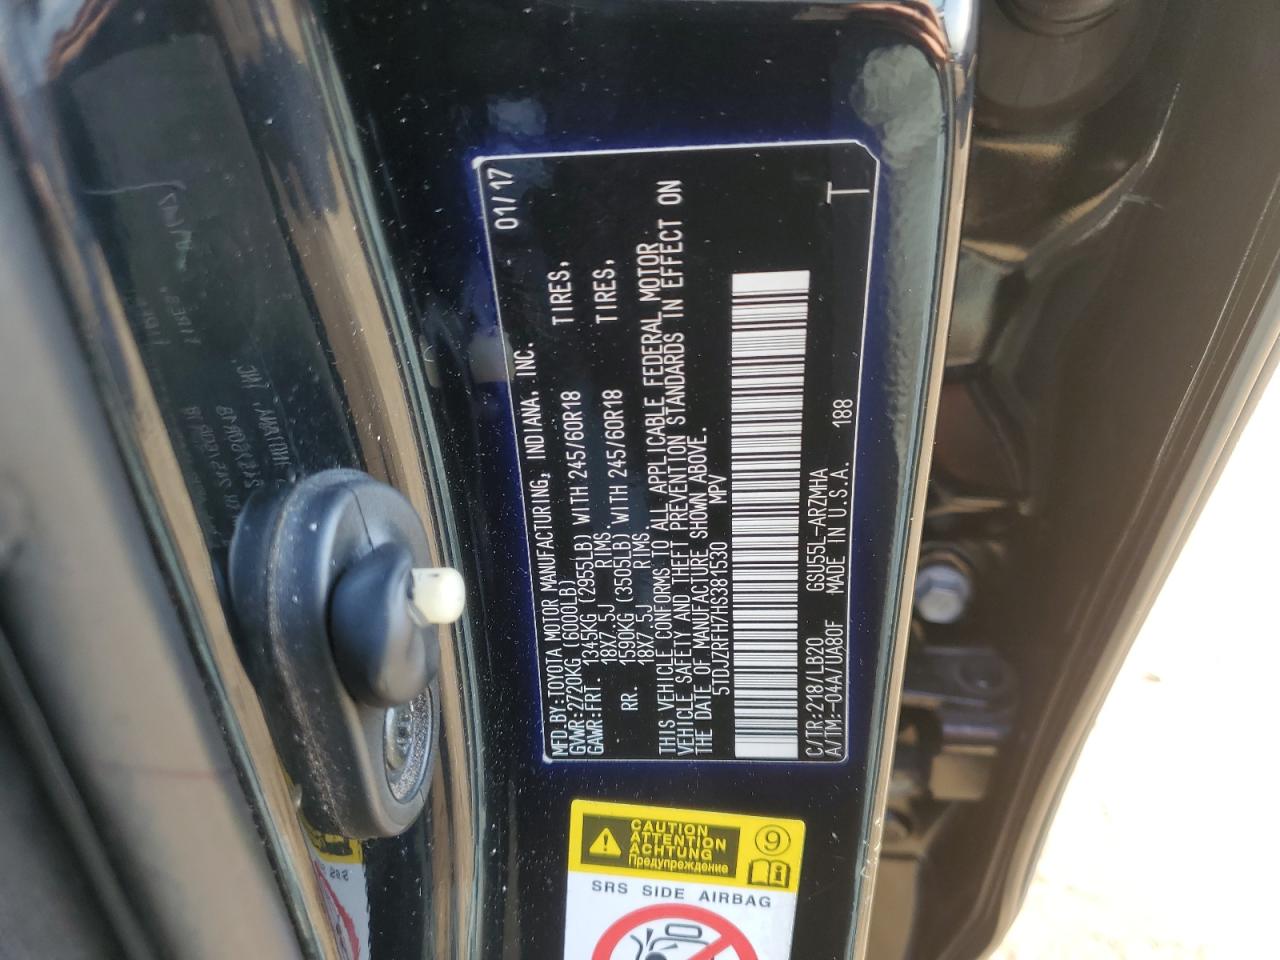 MFD.BY:TOYOTA MOTOR MANUFACTURING, INDIANA, INC. 01/17
GVWR:2720KG (6000LB)
GAWR:FRT. 1345KG (2955LB) WITH 245/60R18 TIRES,
18X7.5J RIMS.
RR. 1590KG (3505LB) WITH 245/60R18 TIRES,
18X7.5J RIMS.
THIS VEHICLE CONFORMS TO ALL APPLICABLE FEDERAL MOTOR
VEHICLE SAFETY AND THEFT PREVENTION STANDARDS IN EFFECT ON
THE DATE OF MANUFACTURE SHOWN ABOVE.
5TDJZRFH7HS381530 MPV
C/TR:218/LB20 GSU55L-ARZMHA 188
A/TM:-04A/UA80F MADE IN U.S.A. T
CAUTION
ATTENTION
ACHTUNG
Предупреждение
9
SRS SIDE AIRBAG